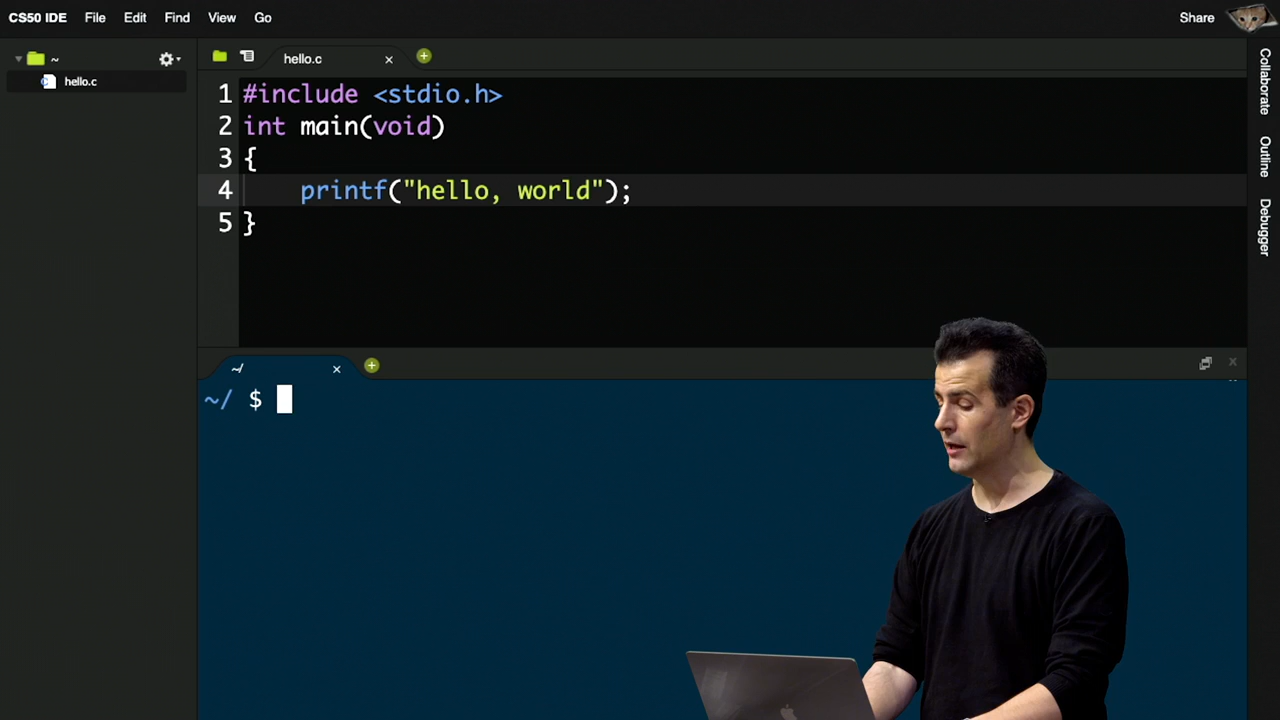 CS50 IDE File Edit Find View Go Share
~
hello.c
hello.c
1 #include <stdio.h>
2 int main(void)
3 {
4     printf("hello, world");
5 }
~/
~/ $
Collaborate
Outline
Debugger